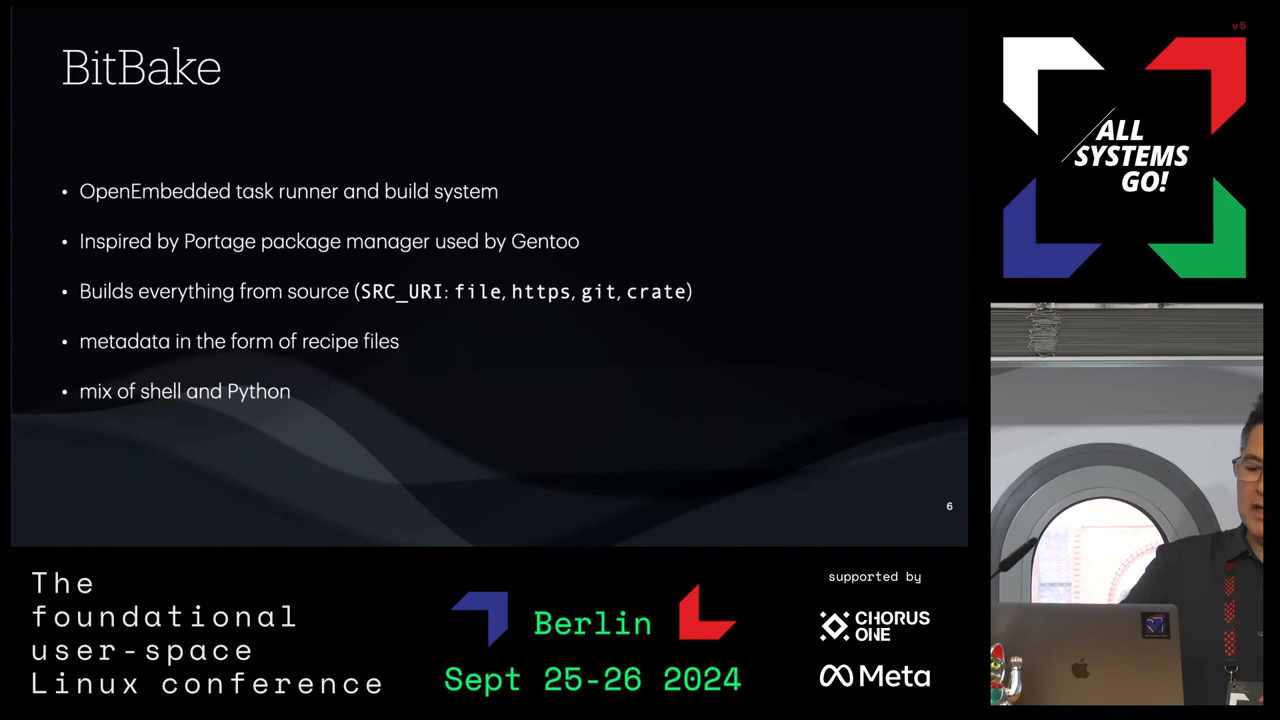 BitBake
• OpenEmbedded task runner and build system
• Inspired by Portage package manager used by Gentoo
• Builds everything from source (SRC_URI: file, https, git, crate)
• metadata in the form of recipe files
• mix of shell and Python
6
v5
ALL
SYSTEMS
GO!
The
foundational
user-space
Linux conference
Berlin
Sept 25-26 2024
supported by
CHORUS
ONE
Meta